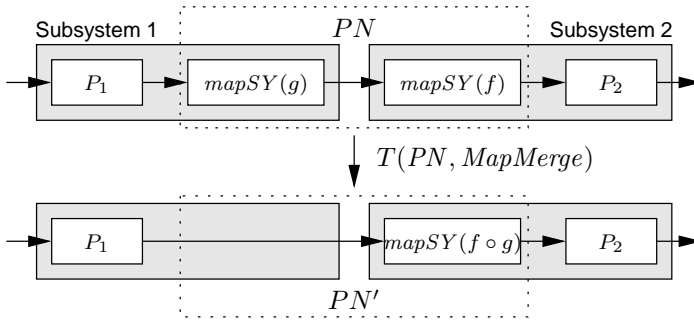 Subsystem 1 PN Subsystem 2
P₁ mapSY(g) mapSY(f) P₂
T(PN, MapMerge)
P₁ mapSY(f ∘ g) P₂
PN′